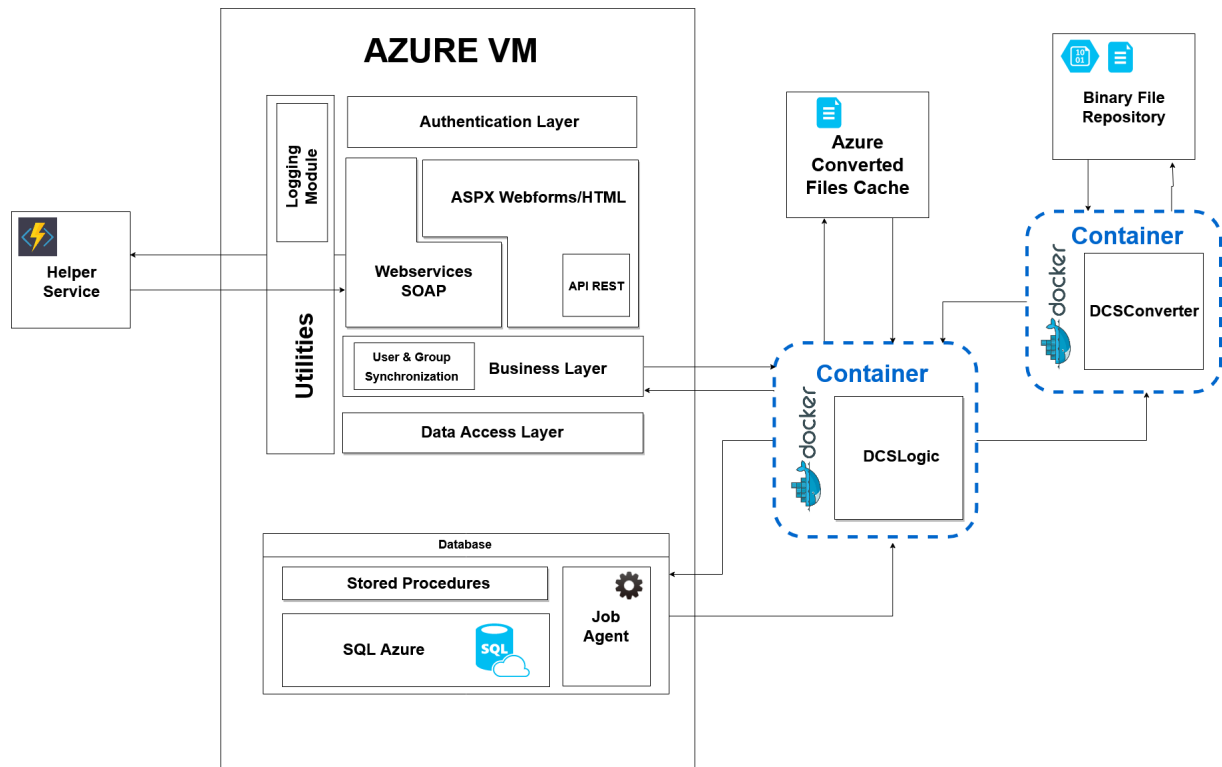 AZURE VM
Authentication Layer
Logging
Module
ASPX Webforms/HTML
Webservices
SOAP
API REST
Utilities
User & Group
Synchronization
Business Layer
Data Access Layer
Helper
Service
Database
Stored Procedures
SQL Azure
SQL
Job
Agent
Azure
Converted
Files Cache
10
01
Binary File
Repository
Container
docker
DCSConverter
Container
docker
DCSLogic